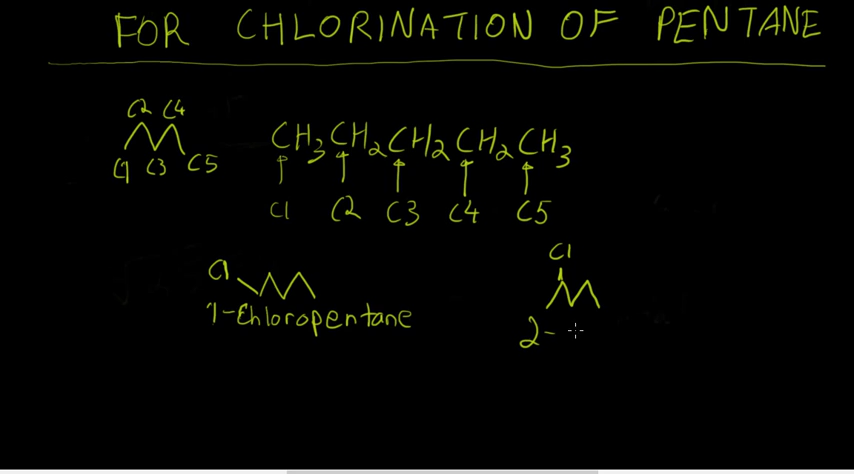 FOR CHLORINATION OF PENTANE
C2 C4
C1 C3 C5
CH3CH2CH2CH2CH3
C1 C2 C3 C4 C5
Cl
Cl
1-Chloropentane
2-